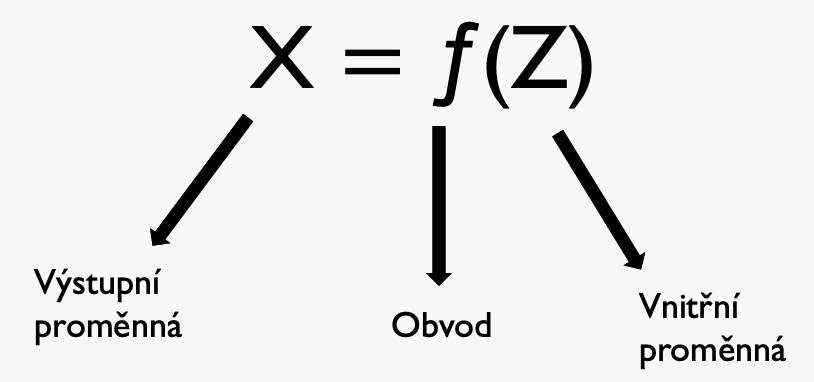 X = f(Z)
Výstupní
proměnná
Obvod
Vnitřní
proměnná